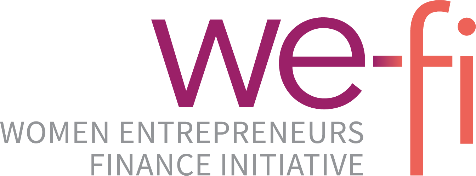 we-fi
WOMEN ENTREPRENEURS
FINANCE INITIATIVE